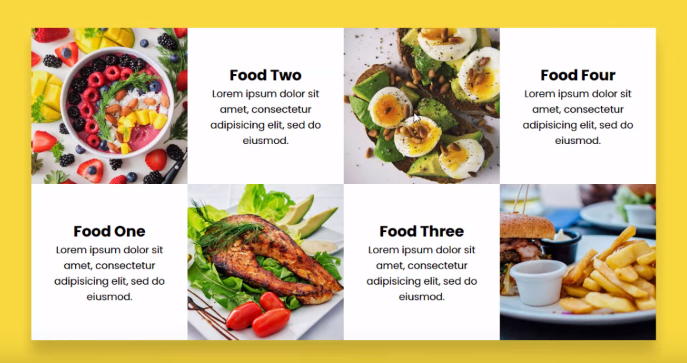 Food Two
Lorem ipsum dolor sit
amet, consectetur
adipisicing elit, sed do
eiusmod.
Food Four
Lorem ipsum dolor sit
amet, consectetur
adipisicing elit, sed do
eiusmod.
Food One
Lorem ipsum dolor sit
amet, consectetur
adipisicing elit, sed do
eiusmod.
Food Three
Lorem ipsum dolor sit
amet, consectetur
adipisicing elit, sed do
eiusmod.